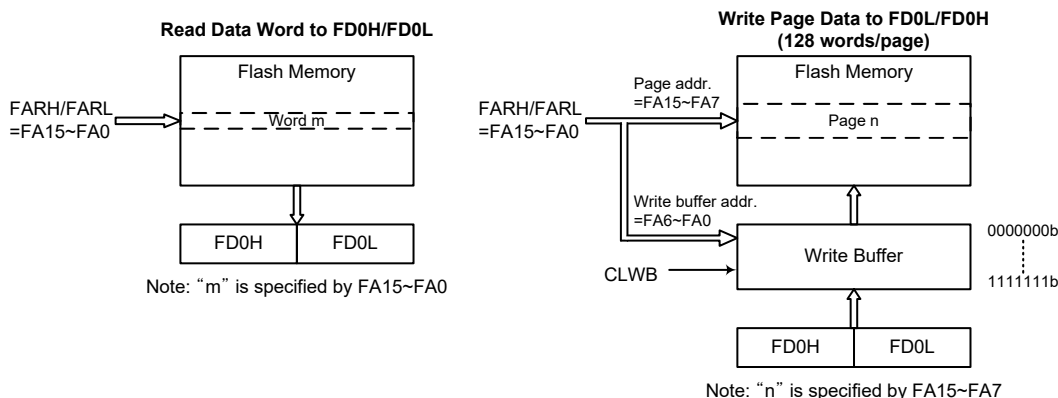 Read Data Word to FD0H/FD0L
Flash Memory
FARH/FARL
=FA15~FA0
Word m
FD0H
FD0L
Note: “m” is specified by FA15~FA0
Write Page Data to FD0L/FD0H
(128 words/page)
Flash Memory
Page addr.
=FA15~FA7
FARH/FARL
=FA15~FA0
Page n
Write buffer addr.
=FA6~FA0
Write Buffer
0000000b
1111111b
CLWB
FD0H
FD0L
Note: “n” is specified by FA15~FA7